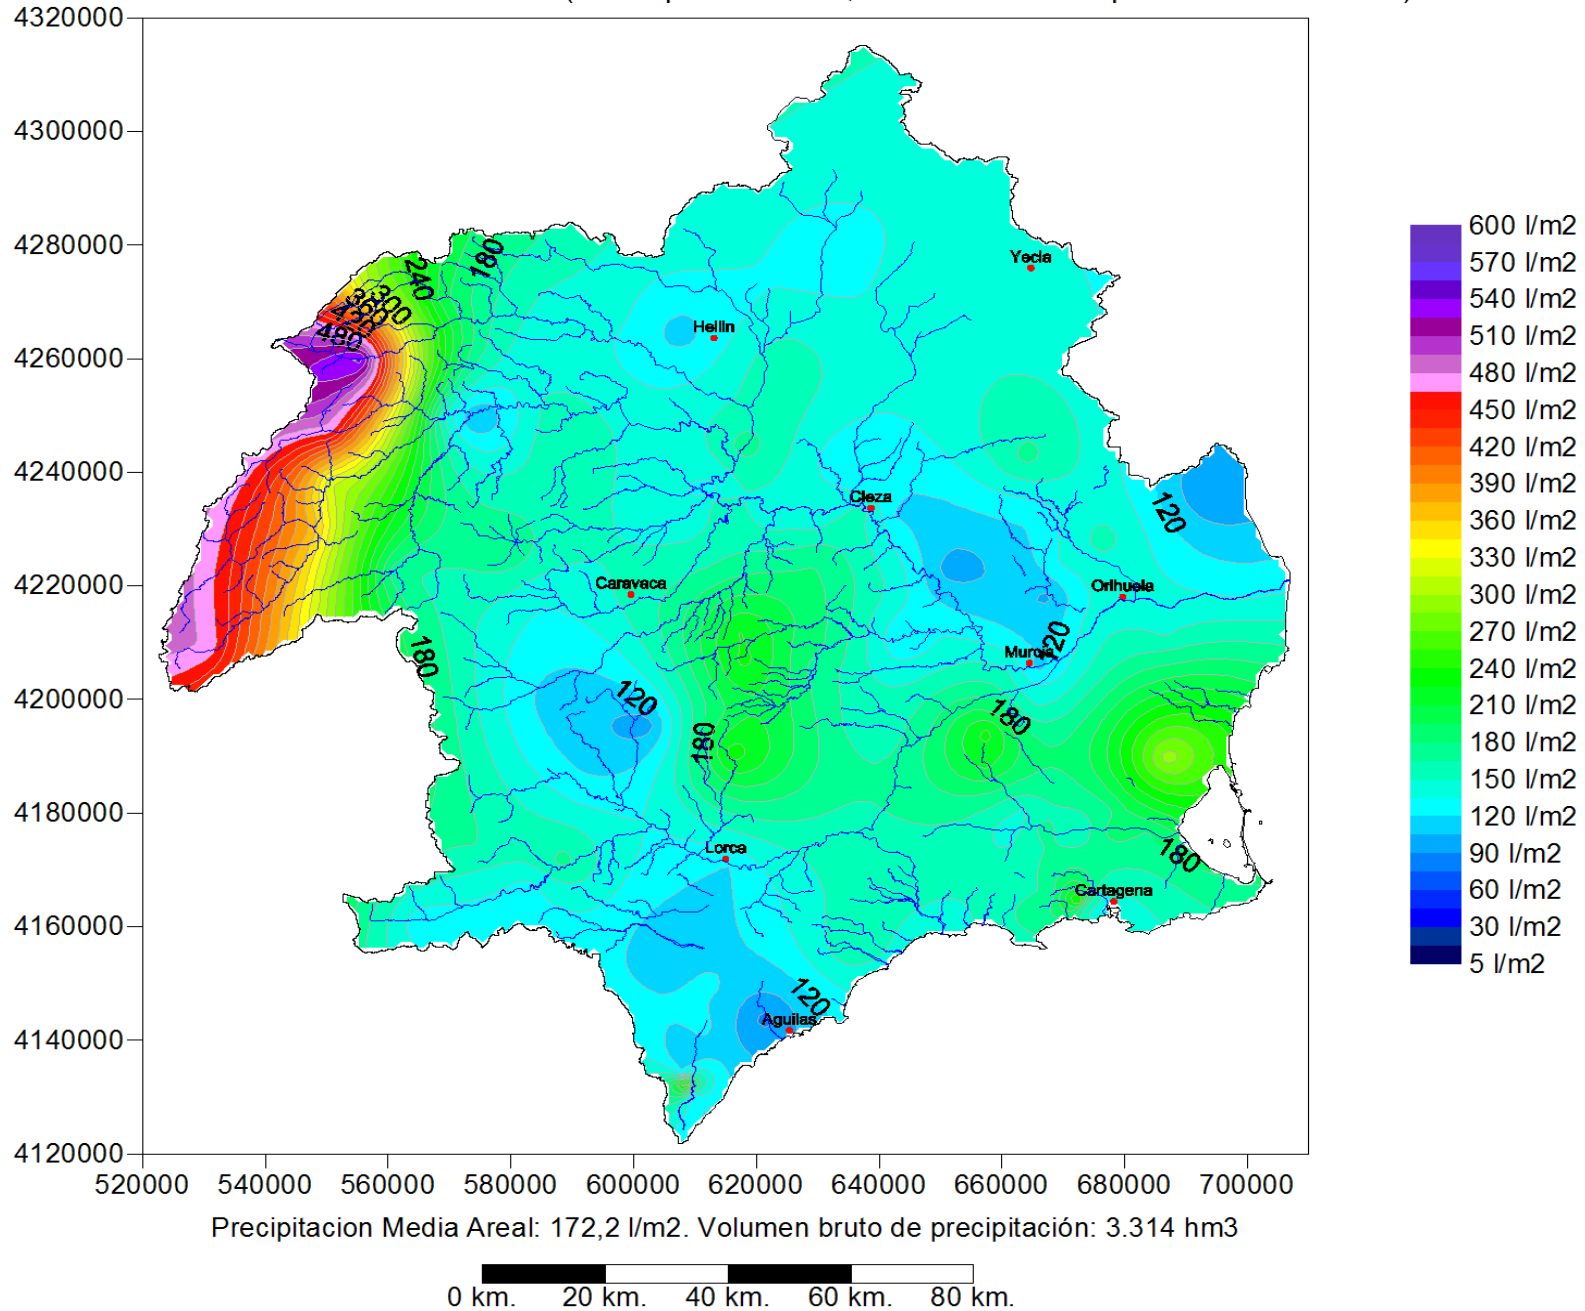 4320000
4300000
4280000
4260000
4240000
4220000
4200000
4180000
4160000
4140000
4120000
520000 540000 560000 580000 600000 620000 640000 660000 680000 700000
180
240
300
480
Yecla
Hellin
Cieza
120
Caravaca
Orihuela
120
Murcia
180
120
180
180
Lorca
180
Cartagena
120
Aguilas
600 l/m2
570 l/m2
540 l/m2
510 l/m2
480 l/m2
450 l/m2
420 l/m2
390 l/m2
360 l/m2
330 l/m2
300 l/m2
270 l/m2
240 l/m2
210 l/m2
180 l/m2
150 l/m2
120 l/m2
90 l/m2
60 l/m2
30 l/m2
5 l/m2
Precipitacion Media Areal: 172,2 l/m2. Volumen bruto de precipitación: 3.314 hm3
0 km. 20 km. 40 km. 60 km. 80 km.